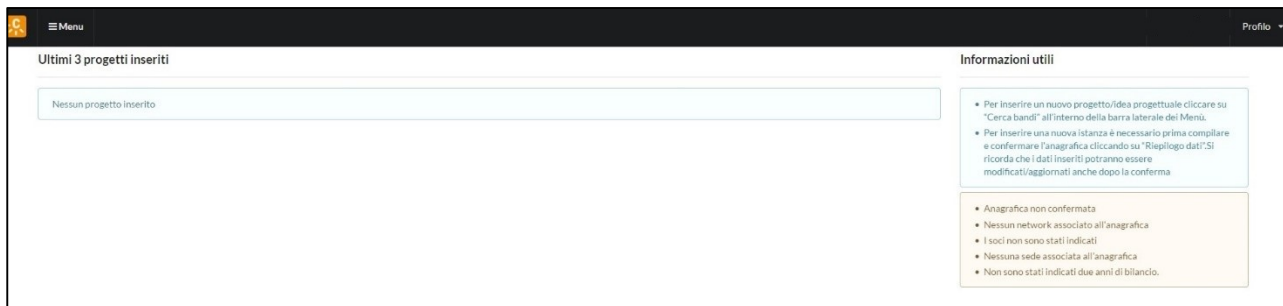 C
Menu
Profilo
Ultimi 3 progetti inseriti
Nessun progetto inserito
Informazioni utili
• Per inserire un nuovo progetto/idea progettuale cliccare su
"Cerca bandi" all'interno della barra laterale dei Menù.
• Per inserire una nuova istanza è necessario prima compilare
e confermare l'anagrafica cliccando su "Riepilogo dati".Si
ricorda che i dati inseriti potranno essere
modificati/aggiornati anche dopo la conferma
• Anagrafica non confermata
• Nessun network associato all'anagrafica
• I soci non sono stati indicati
• Nessuna sede associata all'anagrafica
• Non sono stati indicati due anni di bilancio.